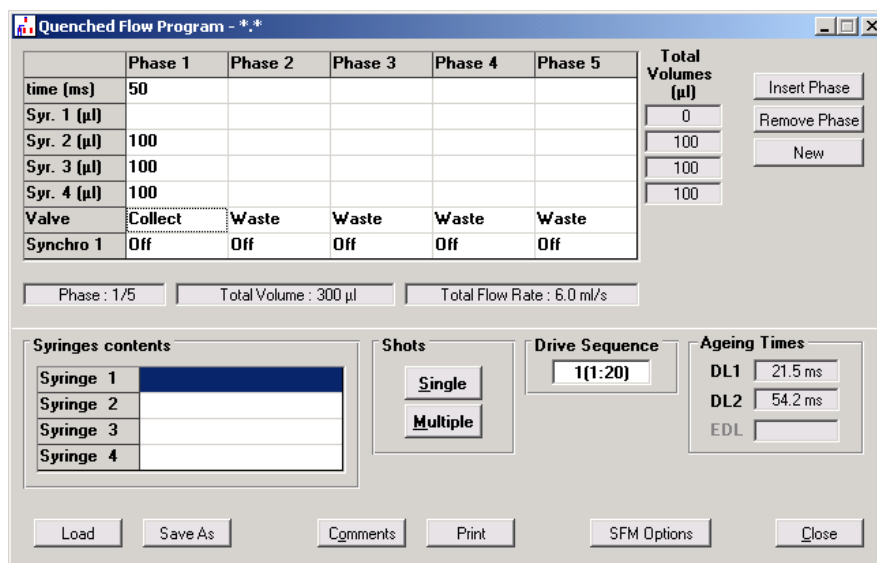 Quenched Flow Program - *.*
Phase 1 Phase 2 Phase 3 Phase 4 Phase 5
time (ms) 50
Syr. 1 (µl)
Syr. 2 (µl) 100
Syr. 3 (µl) 100
Syr. 4 (µl) 100
Valve Collect Waste Waste Waste Waste
Synchro 1 Off Off Off Off Off
Total
Volumes
(µl)
0
100
100
100
Insert Phase
Remove Phase
New
Phase : 1/5 Total Volume : 300 µl Total Flow Rate : 6.0 ml/s
Syringes contents
Syringe 1
Syringe 2
Syringe 3
Syringe 4
Shots
Single
Multiple
Drive Sequence
1(1:20)
Ageing Times
DL1 21.5 ms
DL2 54.2 ms
EDL
Load Save As Comments Print SFM Options Close